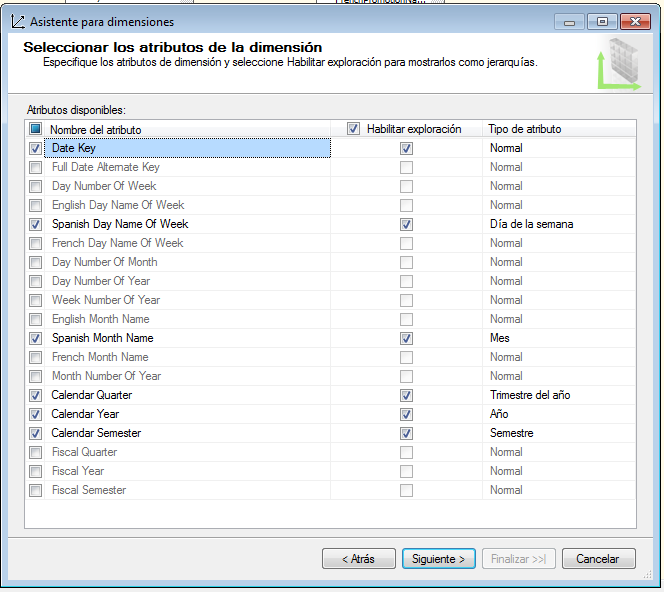 FrenchPromotionNa...
Asistente para dimensiones
Seleccionar los atributos de la dimensión
Especifique los atributos de dimensión y seleccione Habilitar exploración para mostrarlos como jerarquías.
Atributos disponibles:
Nombre del atributo Habilitar exploración Tipo de atributo
Date Key Normal
Full Date Alternate Key Normal
Day Number Of Week Normal
English Day Name Of Week Normal
Spanish Day Name Of Week Día de la semana
French Day Name Of Week Normal
Day Number Of Month Normal
Day Number Of Year Normal
Week Number Of Year Normal
English Month Name Normal
Spanish Month Name Mes
French Month Name Normal
Month Number Of Year Normal
Calendar Quarter Trimestre del año
Calendar Year Año
Calendar Semester Semestre
Fiscal Quarter Normal
Fiscal Year Normal
Fiscal Semester Normal
< Atrás Siguiente > Finalizar >>| Cancelar